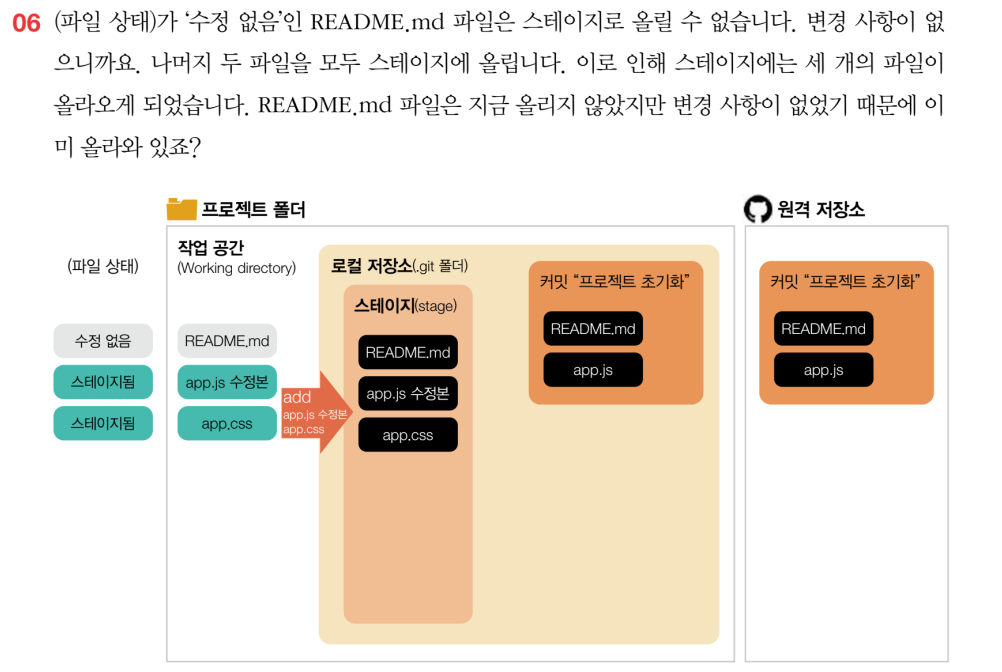 06 (파일 상태)가 ‘수정 없음’인 README.md 파일은 스테이지로 올릴 수 없습니다. 변경 사항이 없
으니까요. 나머지 두 파일을 모두 스테이지에 올립니다. 이로 인해 스테이지에는 세 개의 파일이
올라오게 되었습니다. README.md 파일은 지금 올리지 않았지만 변경 사항이 없었기 때문에 이
미 올라와 있죠?
프로젝트 폴더
원격 저장소
(파일 상태)
수정 없음
스테이지됨
스테이지됨
작업 공간
(Working directory)
README.md
app.js 수정본
app.css
add
app.js 수정본
app.css
로컬 저장소(.git 폴더)
스테이지(stage)
README.md
app.js 수정본
app.css
커밋 “프로젝트 초기화”
README.md
app.js
커밋 “프로젝트 초기화”
README.md
app.js